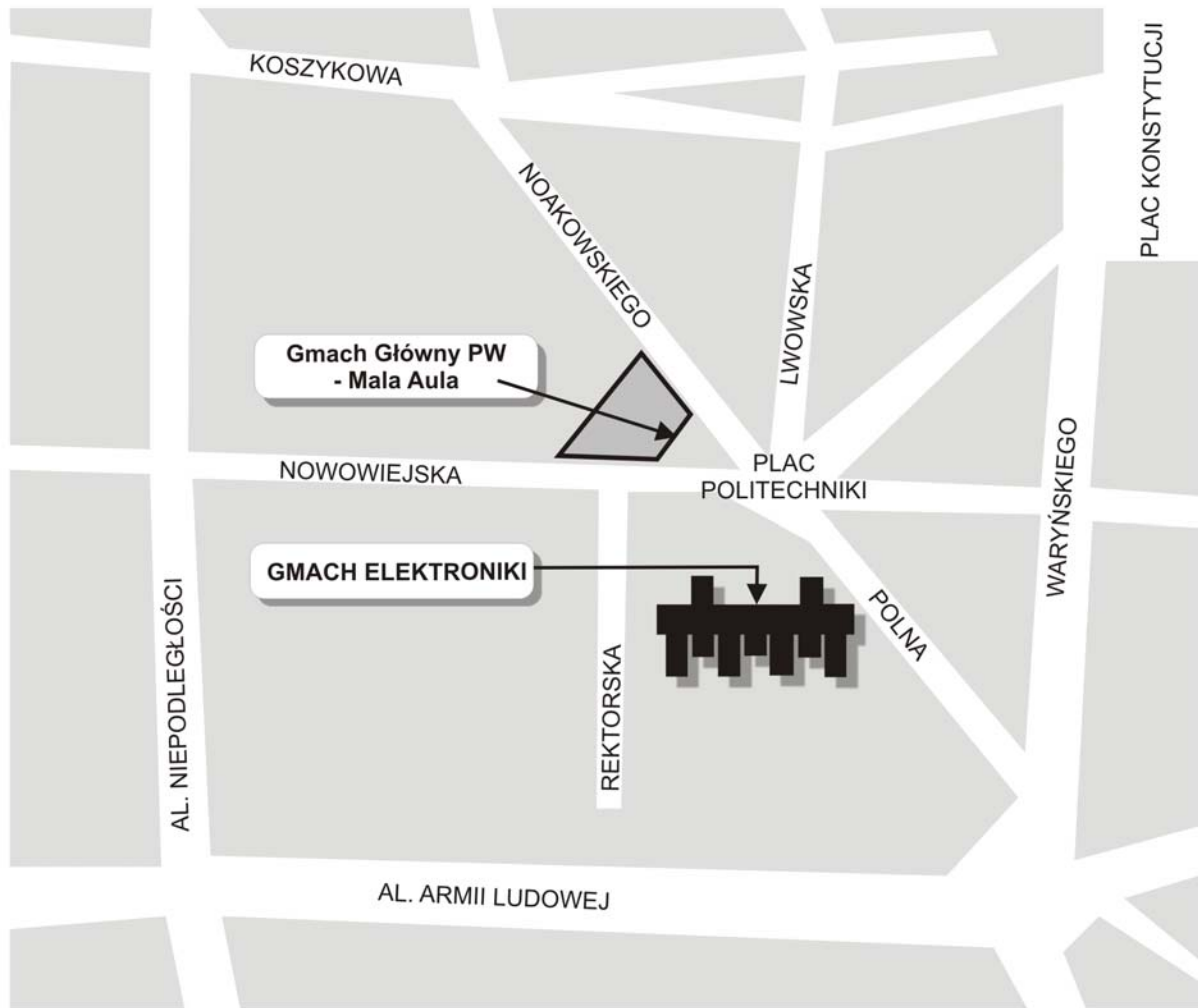 KOSZYKOWA
PLAC KONSTYTUCJI
NOAKOWSKIEGO
LWOWSKA
Gmach Główny PW
- Mala Aula
NOWOWIEJSKA
PLAC
POLITECHNIKI
WARYŃSKIEGO
GMACH ELEKTRONIKI
POLNA
AL. NIEPODLEGŁOŚCI
REKTORSKA
AL. ARMII LUDOWEJ